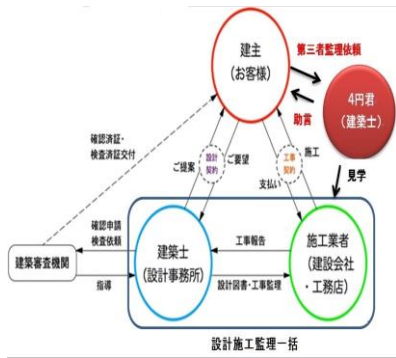 建主
(お客様)
第三者監理依頼
4円君
(建築士)
助言
確認済証・
検査済証交付
ご提案
設計
契約
ご要望
工事
契約
施工
支払い
見学
確認申請
検査依頼
建築士
(設計事務所)
工事報告
施工業者
(建設会社
・工務店)
建築審査機関
指導
設計図書・工事監理
設計施工監理一括